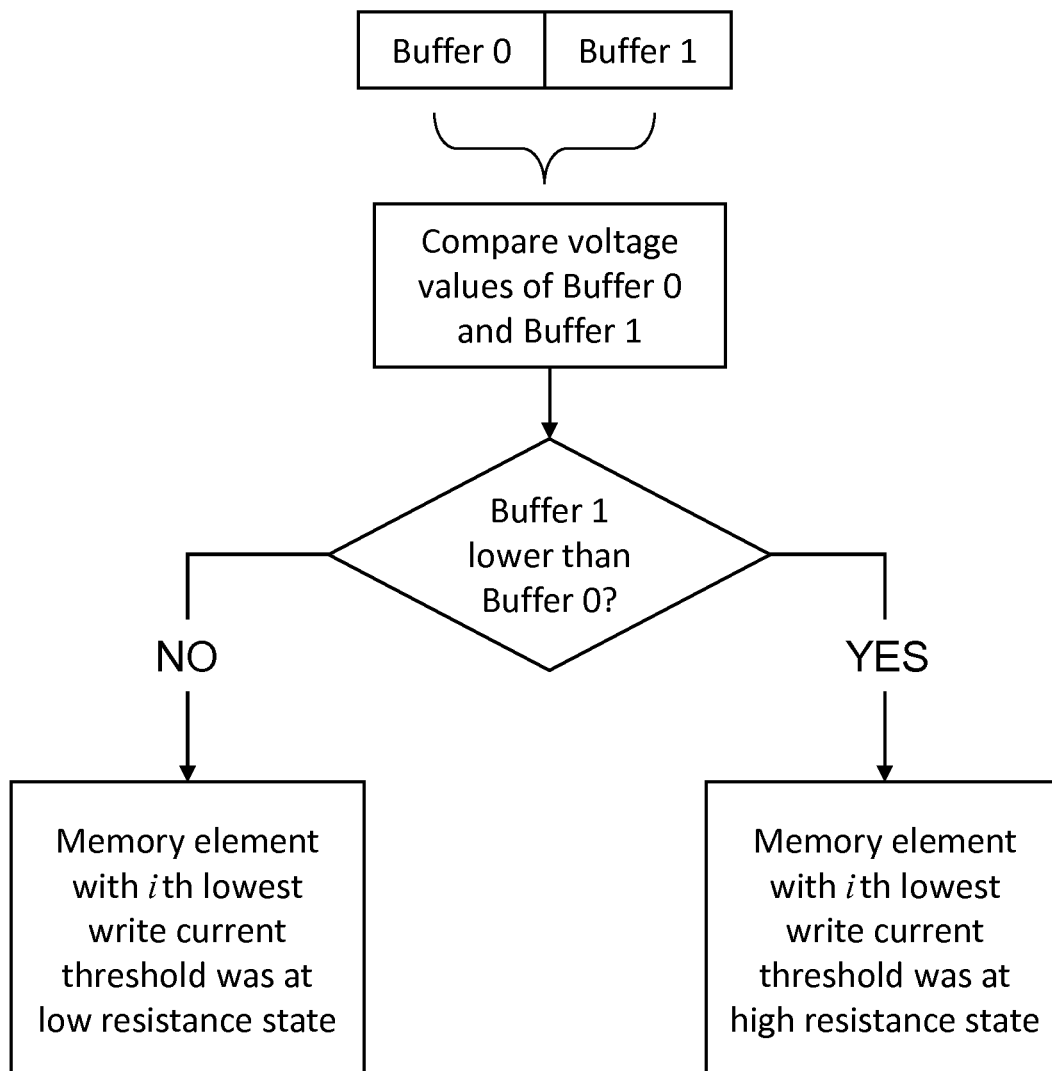 Buffer 0
Buffer 1
Compare voltage
values of Buffer 0
and Buffer 1
Buffer 1
lower than
Buffer 0?
NO
YES
Memory element
with i th lowest
write current
threshold was at
low resistance state
Memory element
with i th lowest
write current
threshold was at
high resistance state